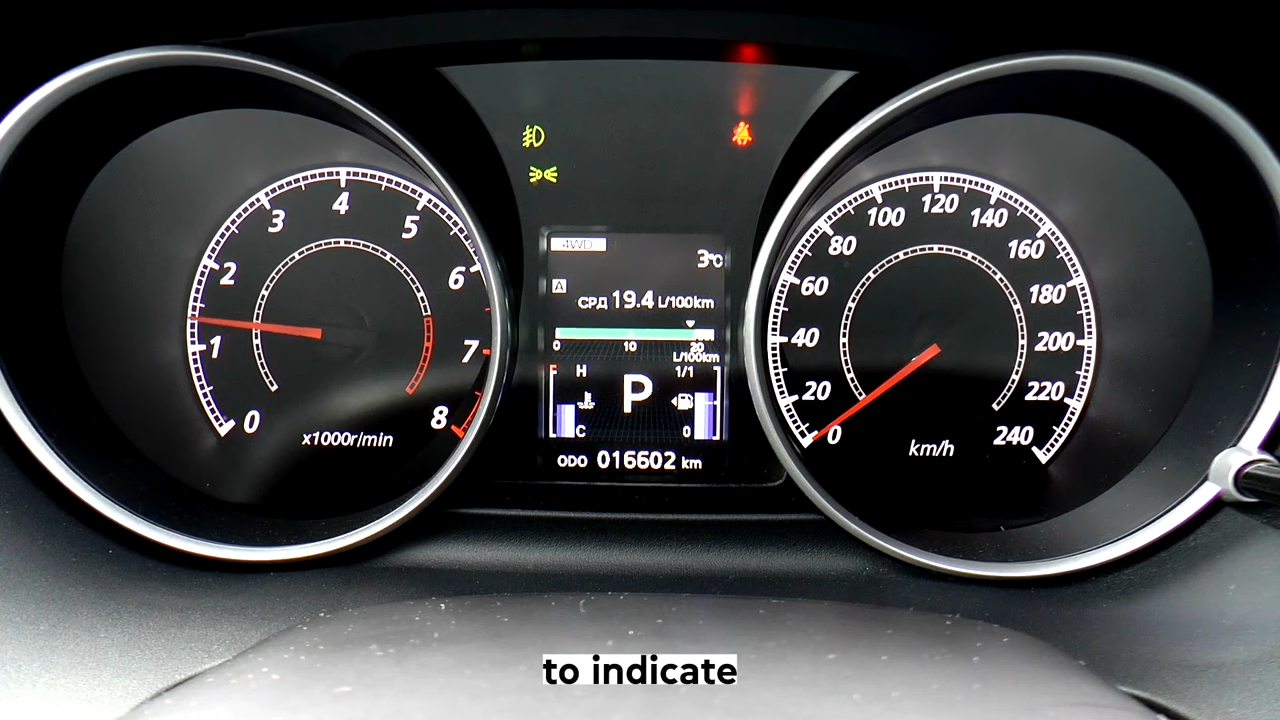 0
1
2
3
4
5
6
7
8
x1000r/min
4WD
3°C
A
СРД 19.4 L/100km
0 10 20
L/100km
H 1/1
P
C 0
ODO 016602 km
0
20
40
60
80
100
120
140
160
180
200
220
240
km/h
to indicate